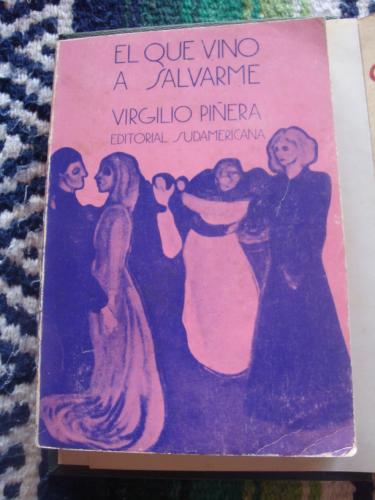 EL QUE VINO
A SALVARME
VIRGILIO PIÑERA
EDITORIAL SUDAMERICANA